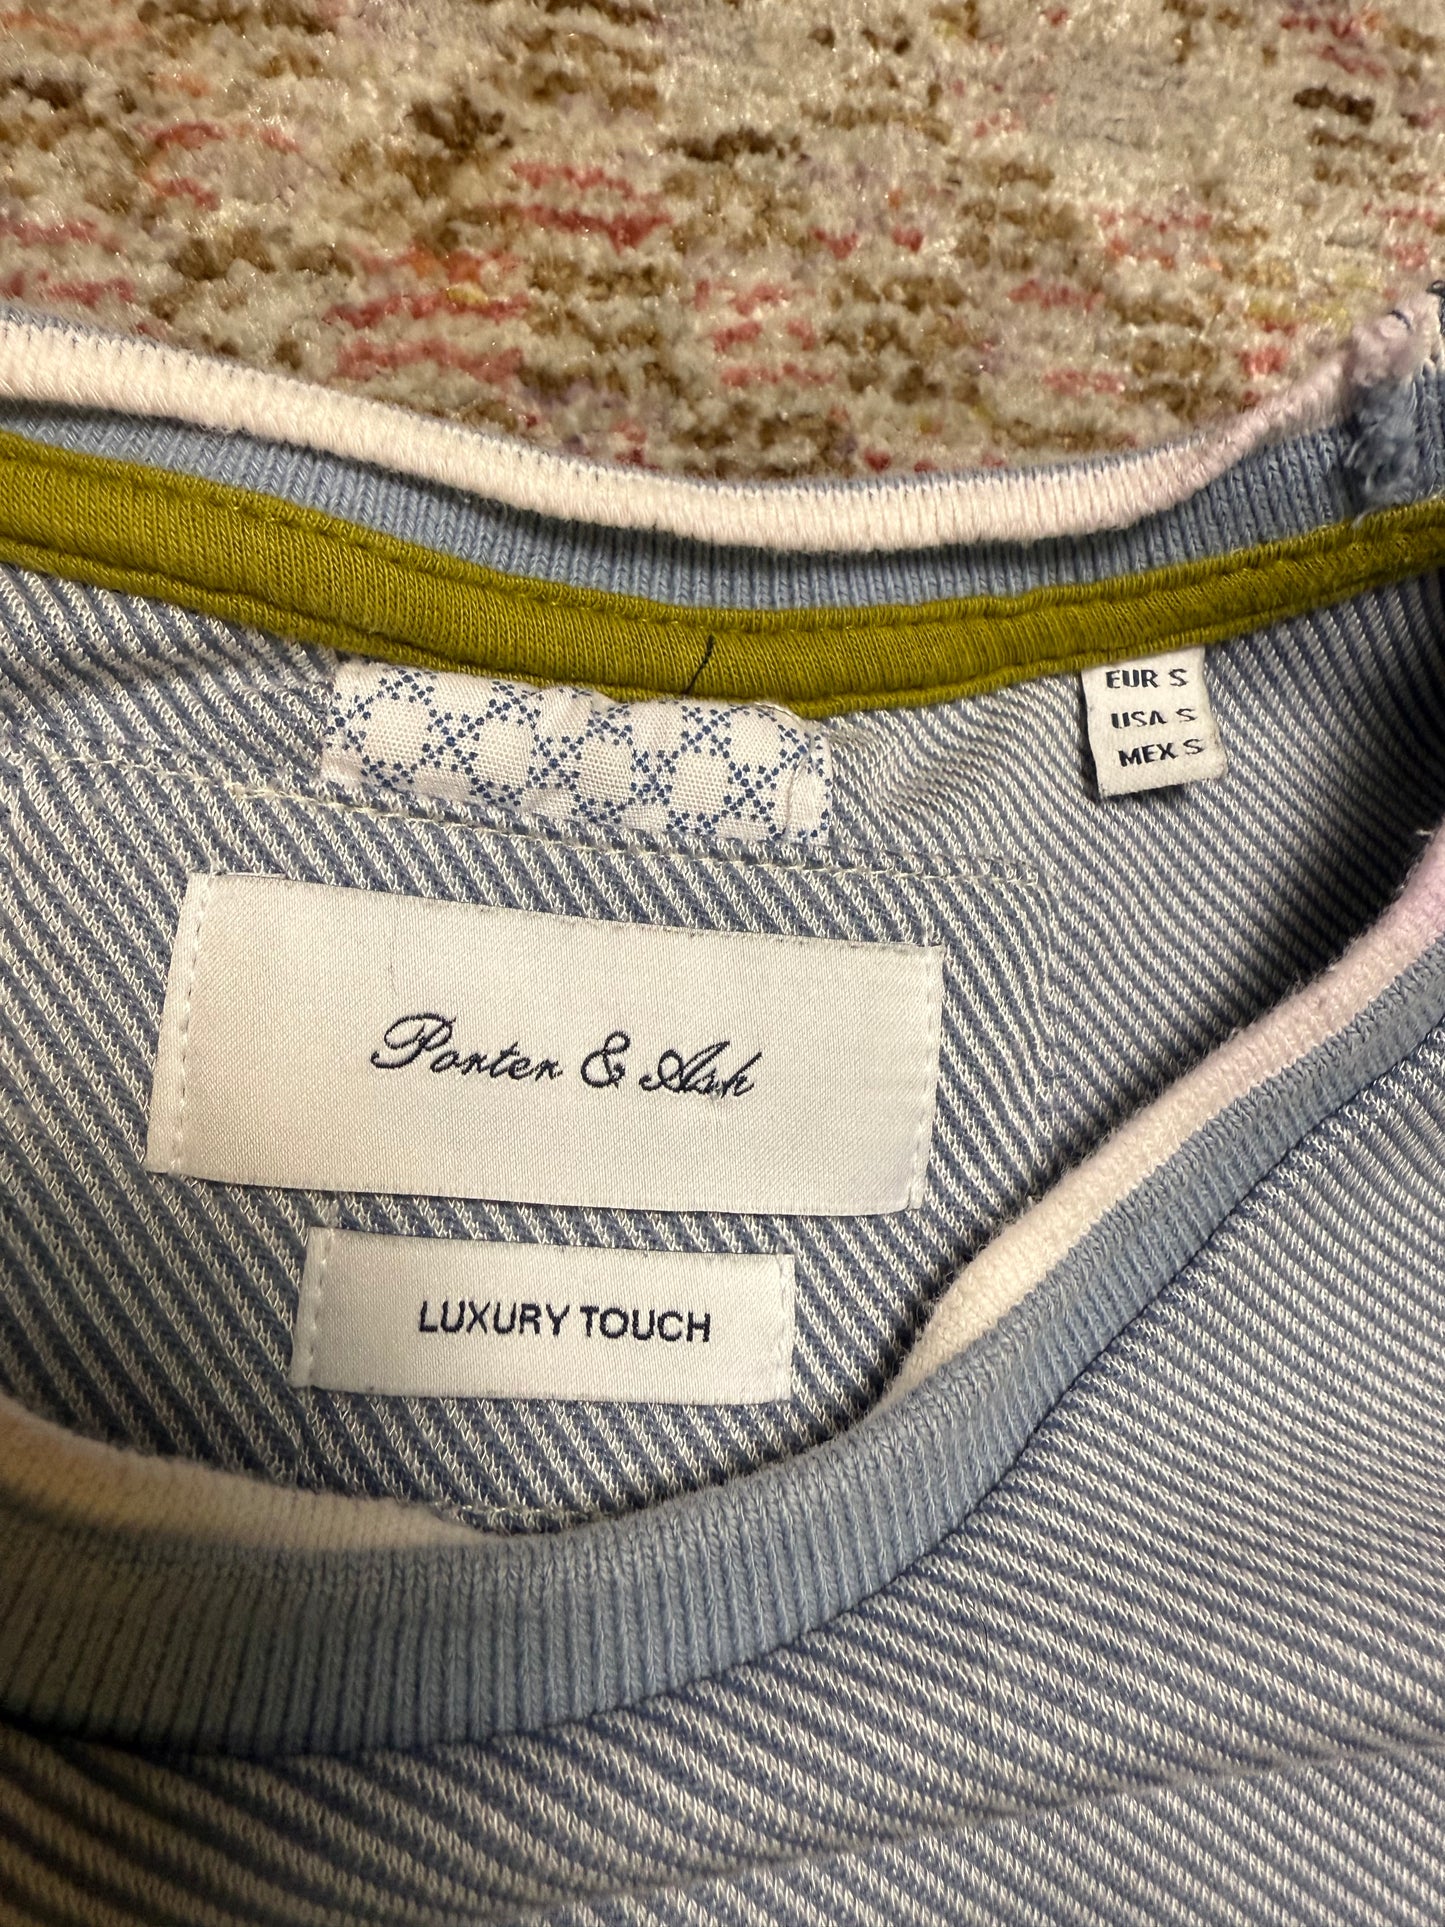 EUR S
USA S
MEX S
Porter & Ash
LUXURY TOUCH